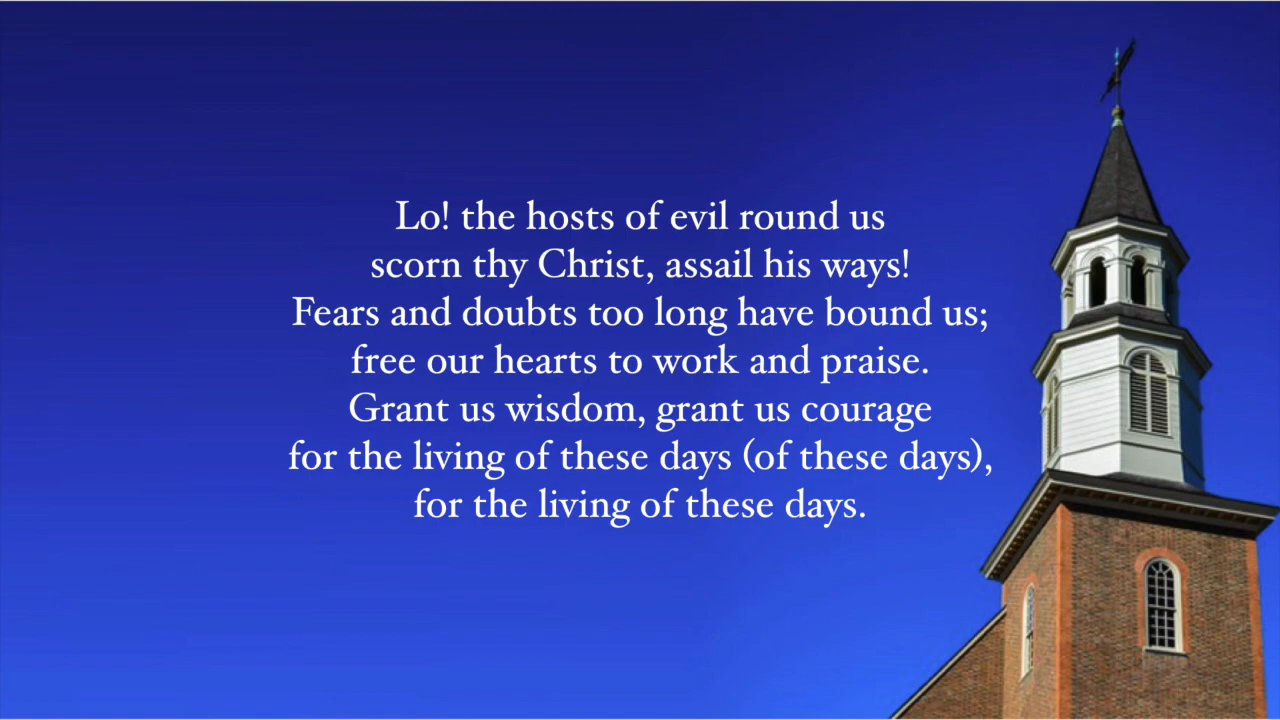 Lo! the hosts of evil round us
scorn thy Christ, assail his ways!
Fears and doubts too long have bound us;
free our hearts to work and praise.
Grant us wisdom, grant us courage
for the living of these days (of these days),
for the living of these days.